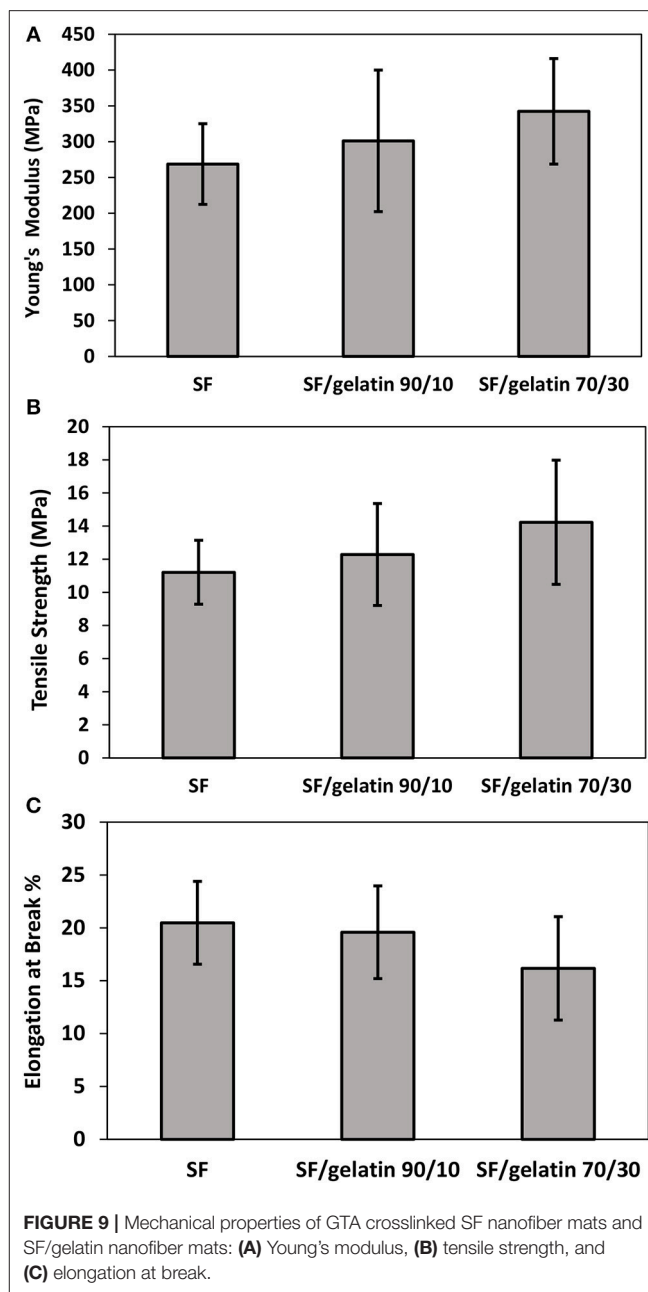 A
Young's Modulus (MPa)
450
400
350
300
250
200
150
100
50
0
SF
SF/gelatin 90/10
SF/gelatin 70/30
B
Tensile Strength (MPa)
20
18
16
14
12
10
8
6
4
2
0
SF
SF/gelatin 90/10
SF/gelatin 70/30
C
Elongation at Break %
30
25
20
15
10
5
0
SF
SF/gelatin 90/10
SF/gelatin 70/30
FIGURE 9 | Mechanical properties of GTA crosslinked SF nanofiber mats and
SF/gelatin nanofiber mats: (A) Young's modulus, (B) tensile strength, and
(C) elongation at break.